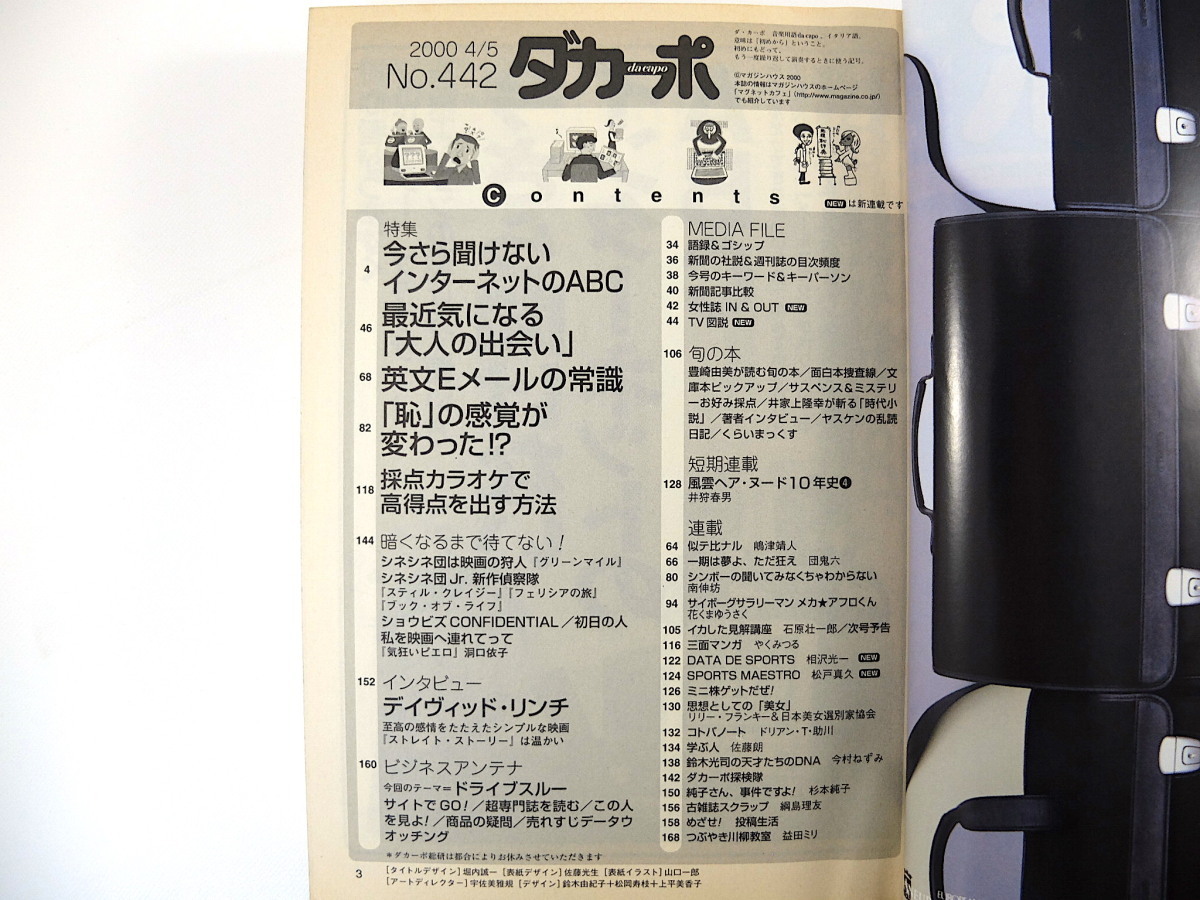 2000 4/5
No.442
ダカーポ
da capo
ダ・カーポ 音楽用語da capo。イタリア語。
意味は「初めから」ということ。
初めにもどって、
もう一度繰り返して演奏するときに使う記号。
©マガジンハウス2000
本誌の情報はマガジンハウスのホームページ
「マグネットカフェ」(http://www.magazine.co.jp/)
でも紹介しています
Contents
NEW は新連載です
特集
4 今さら聞けない
インターネットのABC
46 最近気になる
「大人の出会い」
68 英文Eメールの常識
82 「恥」の感覚が
変わった!?
118 採点カラオケで
高得点を出す方法
144 暗くなるまで待てない!
シネシネ団は映画の狩人『グリーンマイル』
シネシネ団Jr. 新作偵察隊
『スティル・クレイジー』『フェリシアの旅』
『ブック・オブ・ライフ』
ショウビズCONFIDENTIAL/初日の人
私を映画へ連れてって
『気狂いピエロ』洞口依子
152 インタビュー
デイヴィッド・リンチ
至高の感情をたたえたシンプルな映画
『ストレイト・ストーリー』は温かい
160 ビジネスアンテナ
今回のテーマ=ドライブスルー
サイトでGO!/超専門誌を読む/この人
を見よ!/商品の疑問/売れすじデータウ
オッチング
MEDIA FILE
34 語録&ゴシップ
36 新聞の社説&週刊誌の目次頻度
38 今号のキーワード&キーパーソン
40 新聞記事比較
42 女性誌 IN & OUT NEW
44 TV図説 NEW
106 旬の本
豊崎由美が読む旬の本/面白本捜査線/文
庫本ピックアップ/サスペンス&ミステリ
ーお好み採点/井家上隆幸が斬る「時代小
説」/著者インタビュー/ヤスケンの乱読
日記/くらいまっくす
短期連載
128 風雲ヘア・ヌード10年史❹
井狩春男
連載
64 似テ比ナル 嶋津靖人
66 一期は夢よ、ただ狂え 団鬼六
80 シンボーの聞いてみなくちゃわからない
南伸坊
94 サイボーグサラリーマン メカ★アフロくん
花くまゆうさく
105 イカした見解講座 石原壮一郎/次号予告
116 三面マンガ やくみつる
122 DATA DE SPORTS 相沢光一 NEW
124 SPORTS MAESTRO 松戸真久 NEW
126 ミニ株ゲットだぜ!
130 思想としての「美女」
リリー・フランキー&日本美女選別家協会
132 コトバノート ドリアン・T・助川
134 学ぶ人 佐藤朗
138 鈴木光司の天才たちのDNA 今村ねずみ
142 ダカーポ探検隊
150 純子さん、事件ですよ! 杉本純子
156 古雑誌スクラップ 綱島理友
158 めざせ! 投稿生活
168 つぶやき川柳教室 益田ミリ
*ダカーポ総研は都合によりお休みさせていただきます
3 [タイトルデザイン]堀内誠一 [表紙デザイン]佐藤光生 [表紙イラスト]山口一郎
[アートディレクター]宇佐美雅規 [デザイン]鈴木由紀子+松岡寿枝+上平美香子